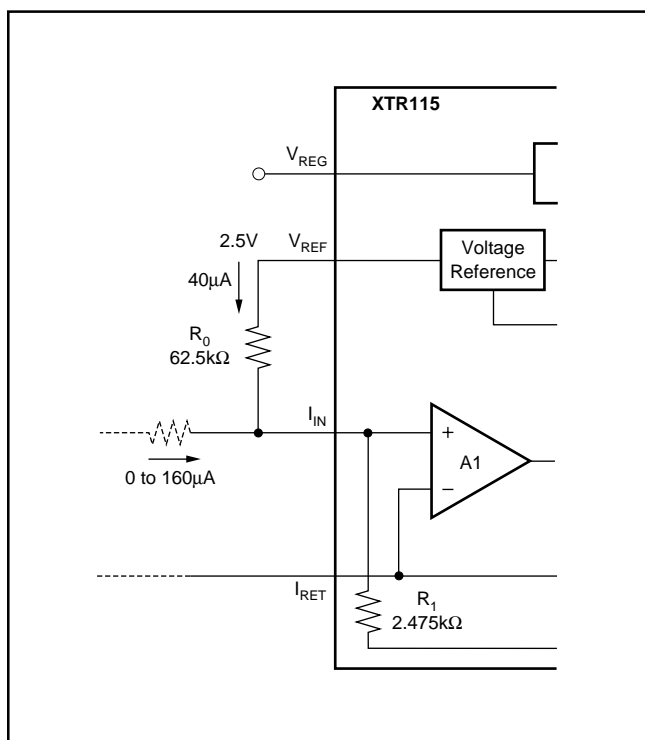 XTR115
V_REG
2.5V
V_REF
Voltage
Reference
40µA
R_0
62.5kΩ
I_IN
+
A1
−
0 to 160µA
I_RET
R_1
2.475kΩ